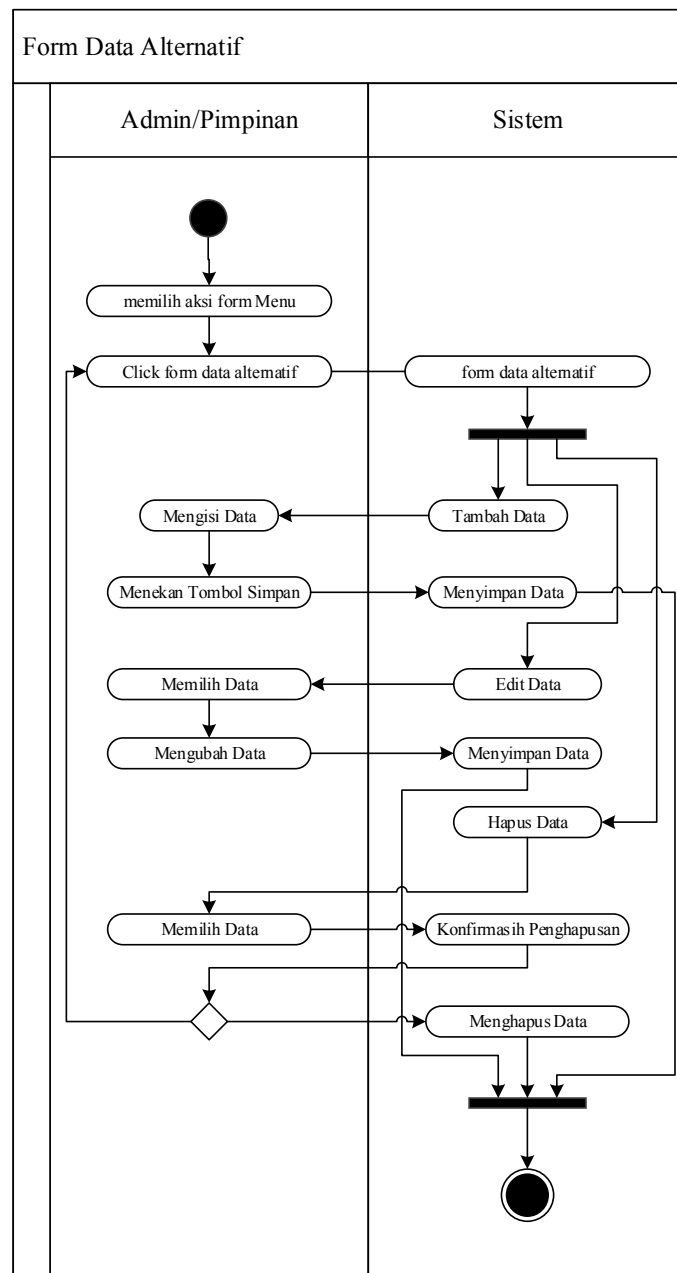 Form Data Alternatif
Admin/Pimpinan
Sistem
memilih aksi form Menu
Click form data alternatif
form data alternatif
Mengisi Data
Tambah Data
Menekan Tombol Simpan
Menyimpan Data
Memilih Data
Edit Data
Mengubah Data
Menyimpan Data
Hapus Data
Memilih Data
Konfirmasih Penghapusan
Menghapus Data